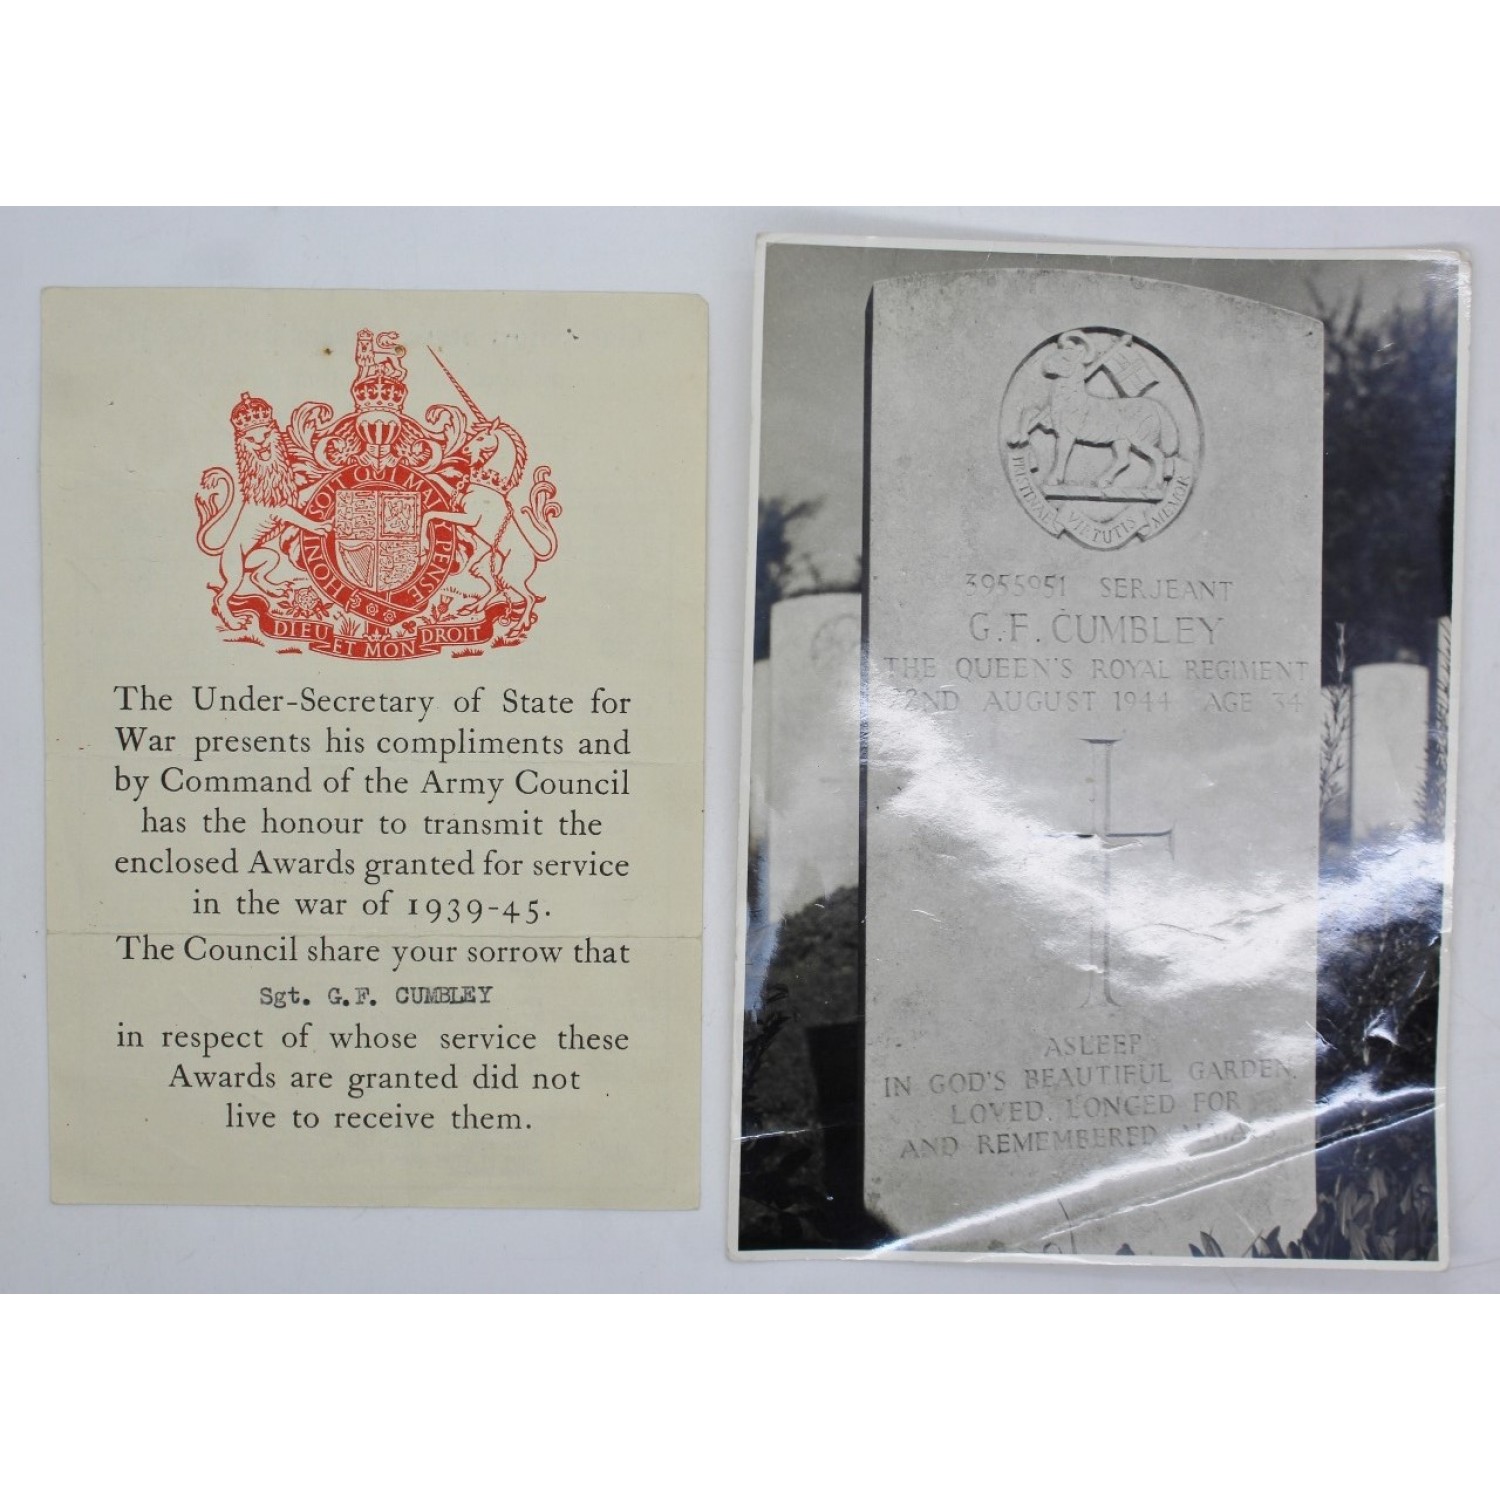 HONI SOIT QUI MAL Y PENSE
DIEU ET MON DROIT
The Under-Secretary of State for
War presents his compliments and
by Command of the Army Council
has the honour to transmit the
enclosed Awards granted for service
in the war of 1939-45.
The Council share your sorrow that
Sgt. G.F. CUMBLEY
in respect of whose service these
Awards are granted did not
live to receive them.
PRISTINAE VIRTUTIS MEMOR
3955951 SERJEANT
G. F. CUMBLEY
THE QUEEN'S ROYAL REGIMENT
AUGUST 1944 AGE 34
ASLEEP
IN GOD'S BEAUTIFUL GARDEN.
LOVED, LONGED FOR
AND REMEMBERED